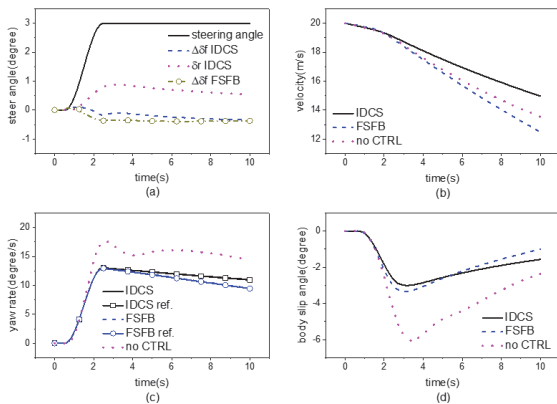 steering angle
Δδf IDCS
δr IDCS
Δδf FSFB
steer angle(degree)
3
2
1
0
-1
0 2 4 6 8 10
time(s)
(a)
velocity(m/s)
20
18
16
14
12
IDCS
FSFB
no CTRL
0 2 4 6 8 10
time(s)
(b)
yaw rate(degree/s)
20
15
10
5
0
IDCS
IDCS ref.
FSFB
FSFB ref.
no CTRL
0 2 4 6 8 10
time(s)
(c)
body slip angle(degree)
0
-2
-4
-6
-8
IDCS
FSFB
no CTRL
0 2 4 6 8 10
time(s)
(d)